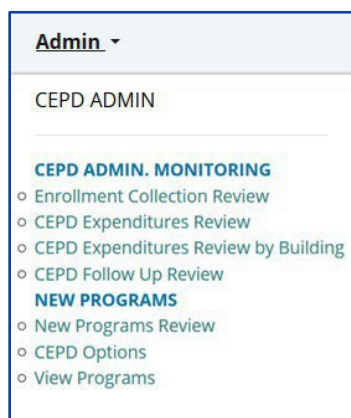 Admin
CEPD ADMIN
CEPD ADMIN. MONITORING
Enrollment Collection Review
CEPD Expenditures Review
CEPD Expenditures Review by Building
CEPD Follow Up Review
NEW PROGRAMS
New Programs Review
CEPD Options
View Programs